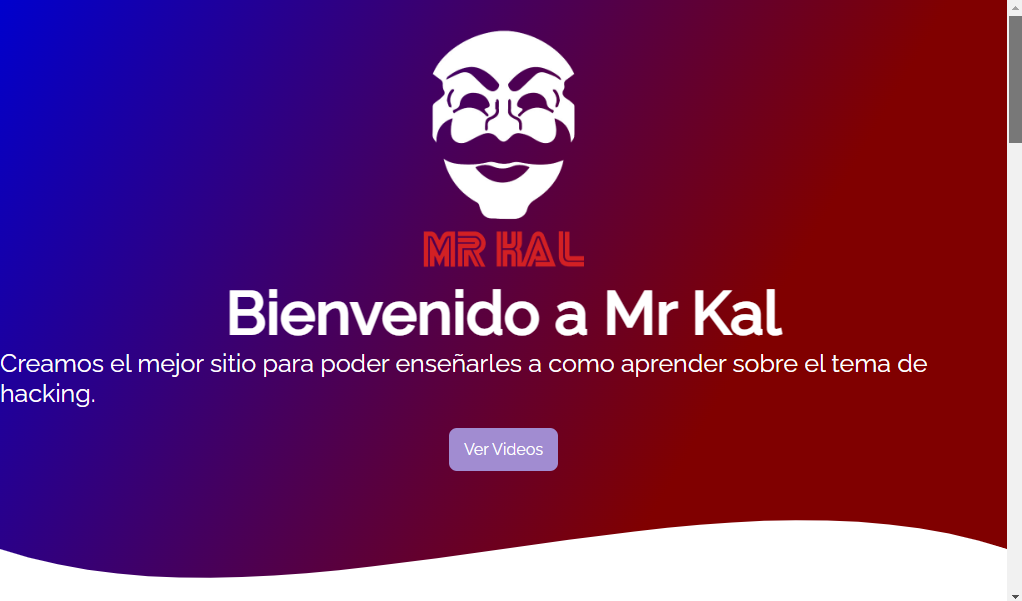 MR KAL
Bienvenido a Mr Kal
Creamos el mejor sitio para poder enseñarles a como aprender sobre el tema de
hacking.
Ver Videos